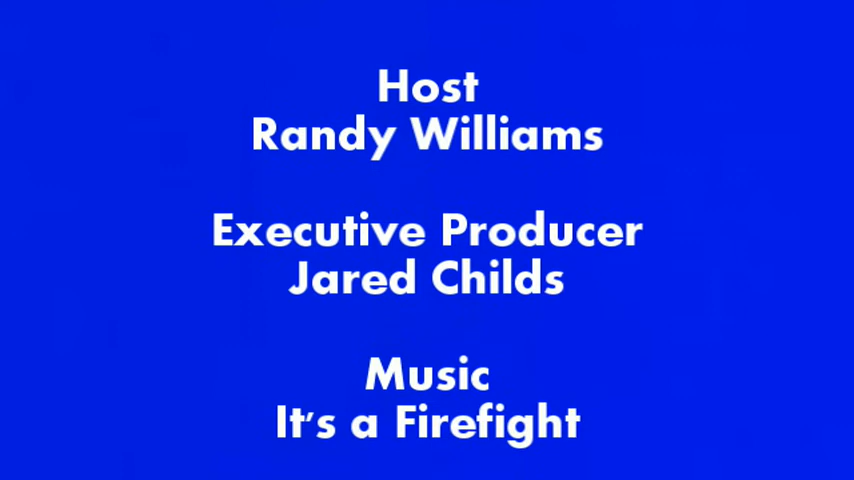 Host
Randy Williams
Executive Producer
Jared Childs
Music
It's a Firefight